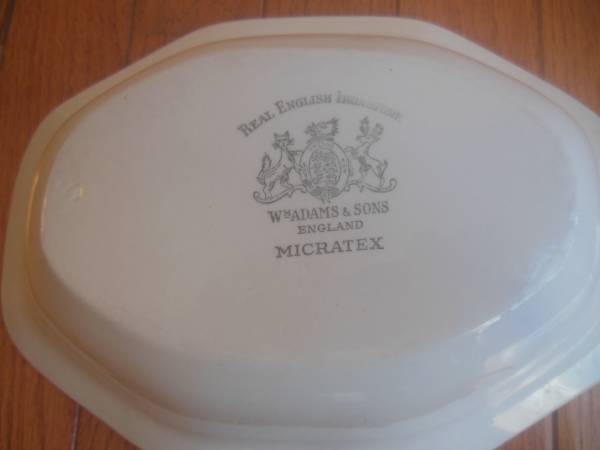 REAL ENGLISH IRONSTONE
Wᴹ ADAMS & SONS
ENGLAND
MICRATEX